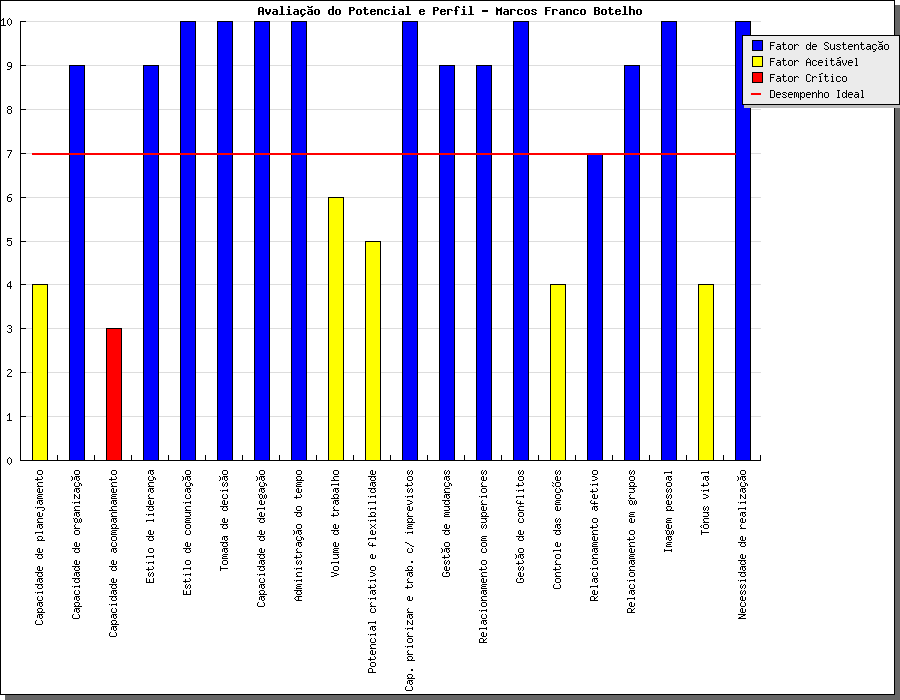 Avaliação do Potencial e Perfil - Marcos Franco Botelho
Fator de Sustentação
Fator Aceitável
Fator Crítico
Desempenho Ideal
10
9
8
7
6
5
4
3
2
1
0
Capacidade de planejamento
Capacidade de organização
Capacidade de acompanhamento
Estilo de liderança
Estilo de comunicação
Tomada de decisão
Capacidade de delegação
Administração do tempo
Volume de trabalho
Potencial criativo e flexibilidade
Cap. priorizar e trab. c/ imprevistos
Gestão de mudanças
Relacionamento com superiores
Gestão de conflitos
Controle das emoções
Relacionamento afetivo
Relacionamento em grupos
Imagem pessoal
Tônus vital
Necessidade de realização